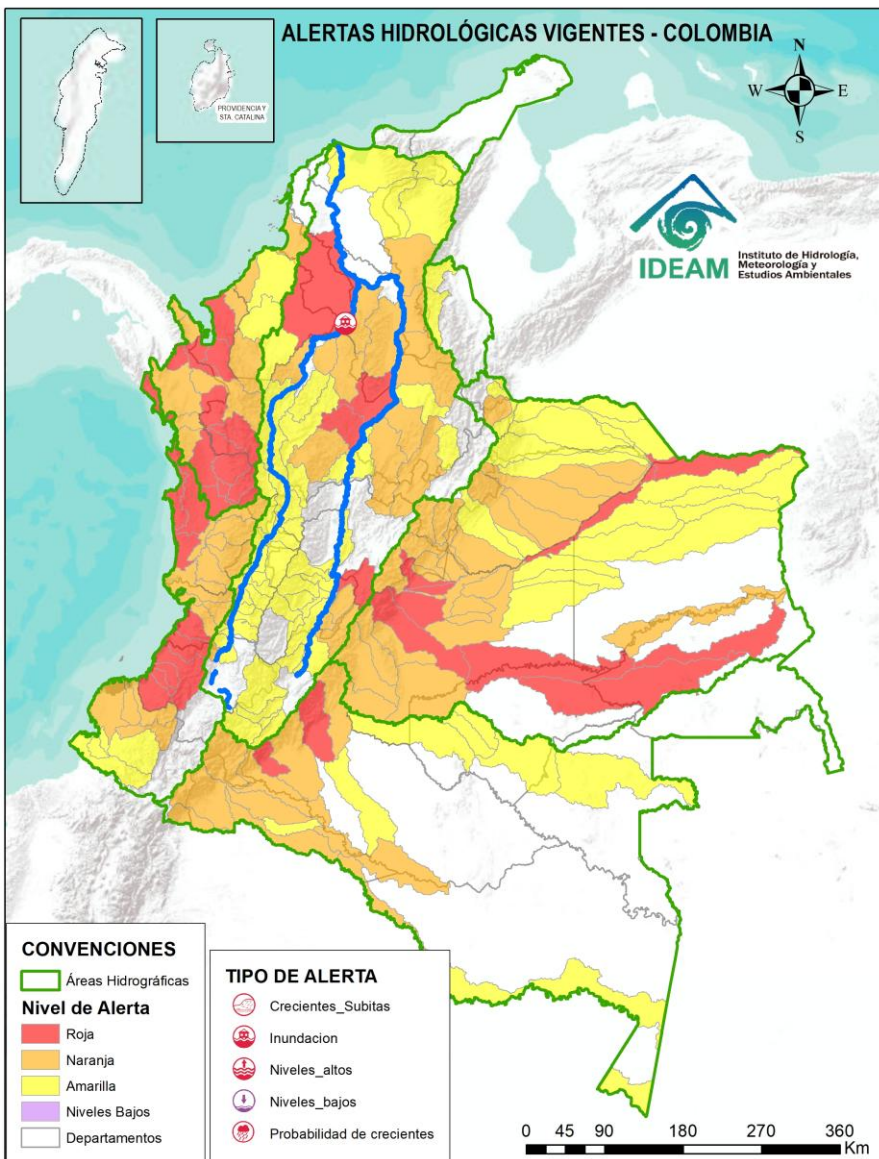 ALERTAS HIDROLÓGICAS VIGENTES - COLOMBIA
PROVIDENCIA Y
STA. CATALINA
N
W
E
S
IDEAM
Instituto de Hidrología,
Meteorología y
Estudios Ambientales
CONVENCIONES
Áreas Hidrográficas
Nivel de Alerta
Roja
Naranja
Amarilla
Niveles Bajos
Departamentos
TIPO DE ALERTA
Crecientes_Subitas
Inundacion
Niveles_altos
Niveles_bajos
Probabilidad de crecientes
0 45 90 180 270 360
Km